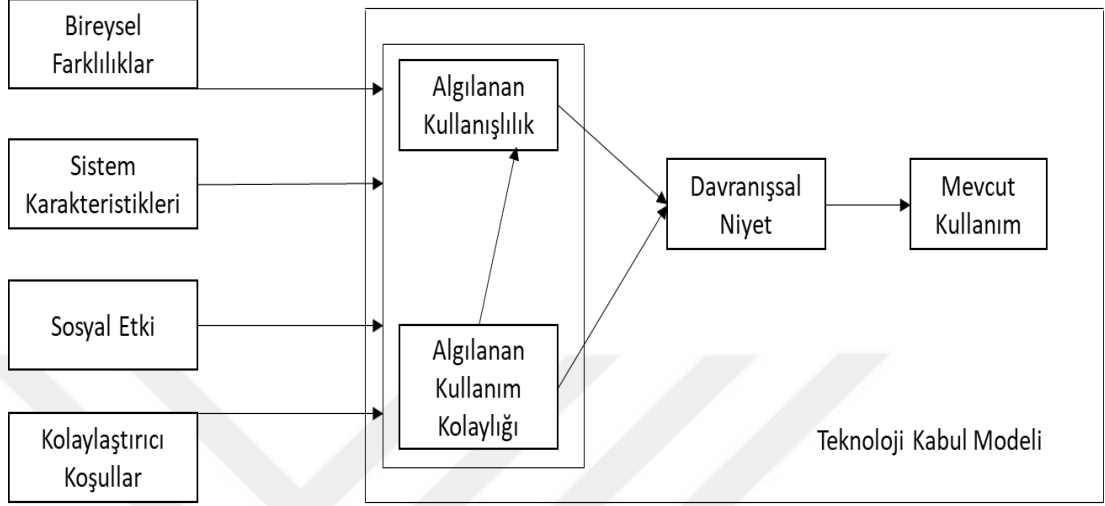 Bireysel
Farklılıklar
Sistem
Karakteristikleri
Sosyal Etki
Kolaylaştırıcı
Koşullar
Algılanan
Kullanışlılık
Algılanan
Kullanım
Kolaylığı
Davranışsal
Niyet
Mevcut
Kullanım
Teknoloji Kabul Modeli